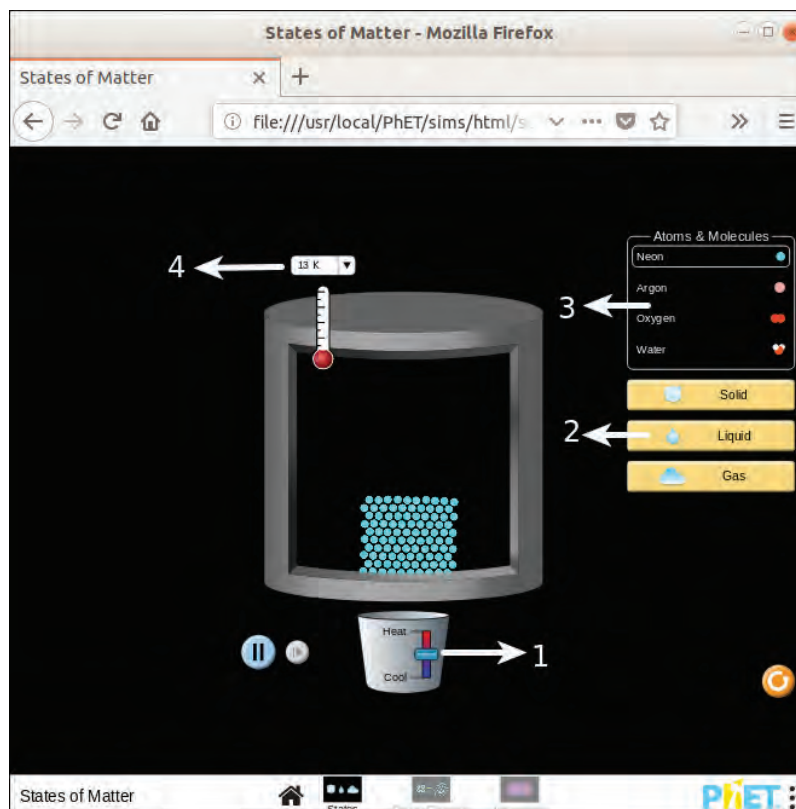 States of Matter - Mozilla Firefox
States of Matter
file:///usr/local/PhET/sims/html/s
4
13 K
Atoms & Molecules
Neon
Argon
3
Oxygen
Water
Solid
2
Liquid
Gas
Heat
1
Cool
States of Matter
States
PhET